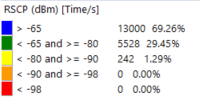 RSCP (dBm) [Time/s]
> -65 13000 69.26%
< -65 and >= -80 5528 29.45%
< -80 and >= -90 242 1.29%
< -90 and >= -98 0 0.00%
< -98 0 0.00%